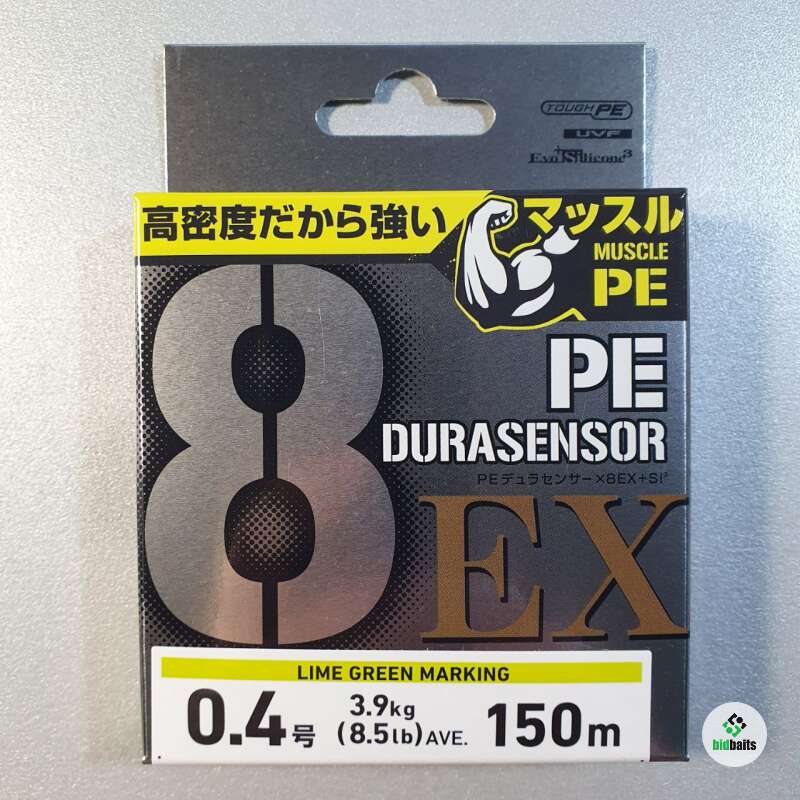 TOUGH PE
UVF
Evo Silicone3
高密度だから強い
マッスル
MUSCLE
PE
8
PE
DURASENSOR
PEデュラセンサー×8EX+Si³
EX
LIME GREEN MARKING
0.4号
3.9kg
(8.5lb) AVE.
150m
bidbaits